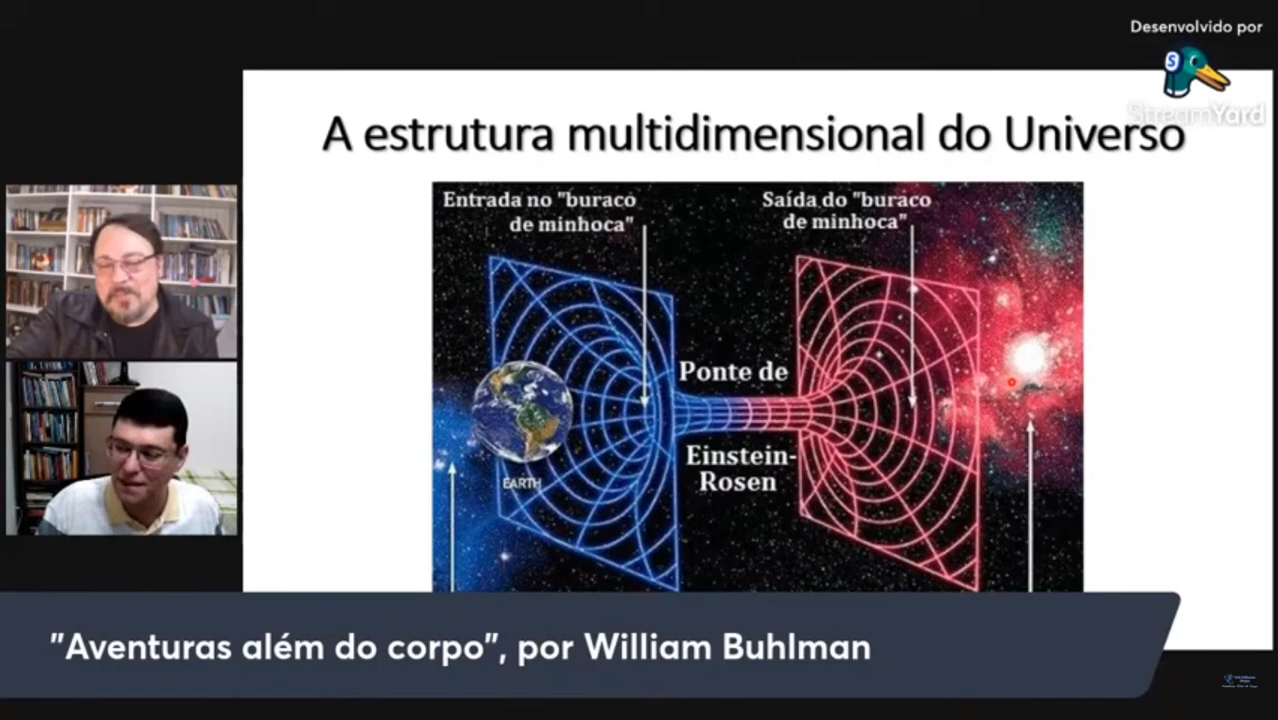 Desenvolvido por
StreamYard
A estrutura multidimensional do Universo
Entrada no "buraco
de minhoca"
Saída do "buraco
de minhoca"
Ponte de
Einstein-
Rosen
EARTH
"Aventuras além do corpo", por William Buhlman